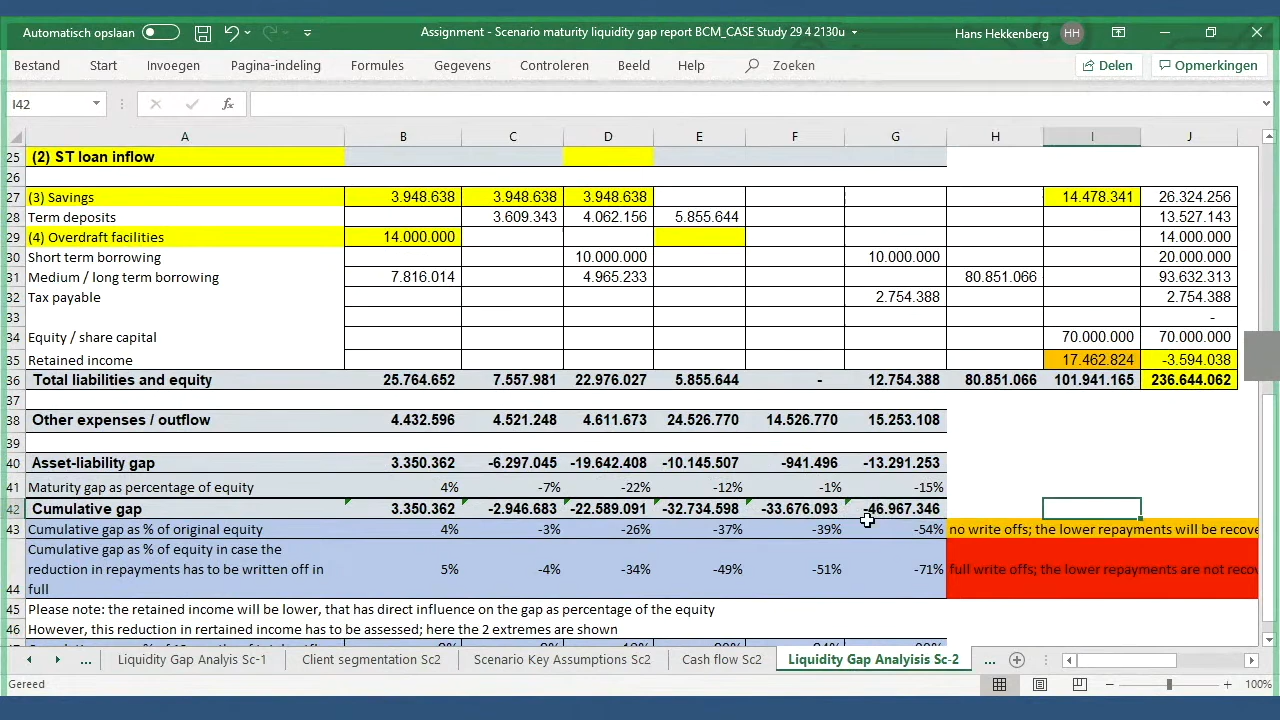 Automatisch opslaan Assignment - Scenario maturity liquidity gap report BCM_CASE Study 29 4 2130u Hans Hekkenberg HH
Bestand Start Invoegen Pagina-indeling Formules Gegevens Controleren Beeld Help Zoeken Delen Opmerkingen
I42 fx
A B C D E F G H I J
25 (2) ST loan inflow
26
27 (3) Savings 3.948.638 3.948.638 3.948.638 14.478.341 26.324.256
28 Term deposits 3.609.343 4.062.156 5.855.644 13.527.143
29 (4) Overdraft facilities 14.000.000 14.000.000
30 Short term borrowing 10.000.000 10.000.000 20.000.000
31 Medium / long term borrowing 7.816.014 4.965.233 80.851.066 93.632.313
32 Tax payable 2.754.388 2.754.388
33 -
34 Equity / share capital 70.000.000 70.000.000
35 Retained income 17.462.824 -3.594.038
36 Total liabilities and equity 25.764.652 7.557.981 22.976.027 5.855.644 - 12.754.388 80.851.066 101.941.165 236.644.062
37
38 Other expenses / outflow 4.432.596 4.521.248 4.611.673 24.526.770 14.526.770 15.253.108
39
40 Asset-liability gap 3.350.362 -6.297.045 -19.642.408 -10.145.507 -941.496 -13.291.253
41 Maturity gap as percentage of equity 4% -7% -22% -12% -1% -15%
42 Cumulative gap 3.350.362 -2.946.683 -22.589.091 -32.734.598 -33.676.093 -46.967.346
43 Cumulative gap as % of original equity 4% -3% -26% -37% -39% -54% no write offs; the lower repayments will be recove
Cumulative gap as % of equity in case the
reduction in repayments has to be written off in 5% -4% -34% -49% -51% -71% full write offs; the lower repayments are not recov
44 full
45 Please note: the retained income will be lower, that has direct influence on the gap as percentage of the equity
46 However, this reduction in rertained income has to be assessed; here the 2 extremes are shown
... Liquidity Gap Analyis Sc-1 Client segmentation Sc2 Scenario Key Assumptions Sc2 Cash flow Sc2 Liquidity Gap Analyisis Sc-2 ...
Gereed 100%